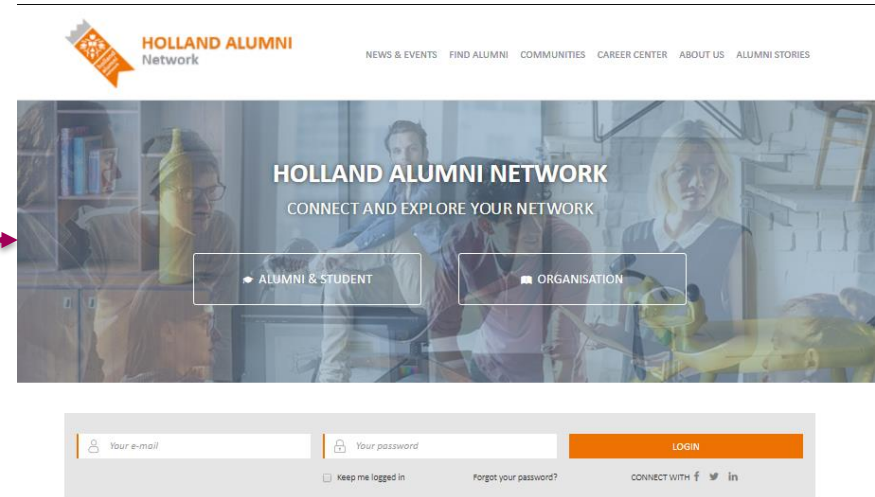 HOLLAND ALUMNI
Network
NEWS & EVENTS FIND ALUMNI COMMUNITIES CAREER CENTER ABOUT US ALUMNI STORIES
HOLLAND ALUMNI NETWORK
CONNECT AND EXPLORE YOUR NETWORK
ALUMNI & STUDENT
ORGANISATION
Your e-mail
Your password
LOGIN
Keep me logged in
Forgot your password?
CONNECT WITH f in